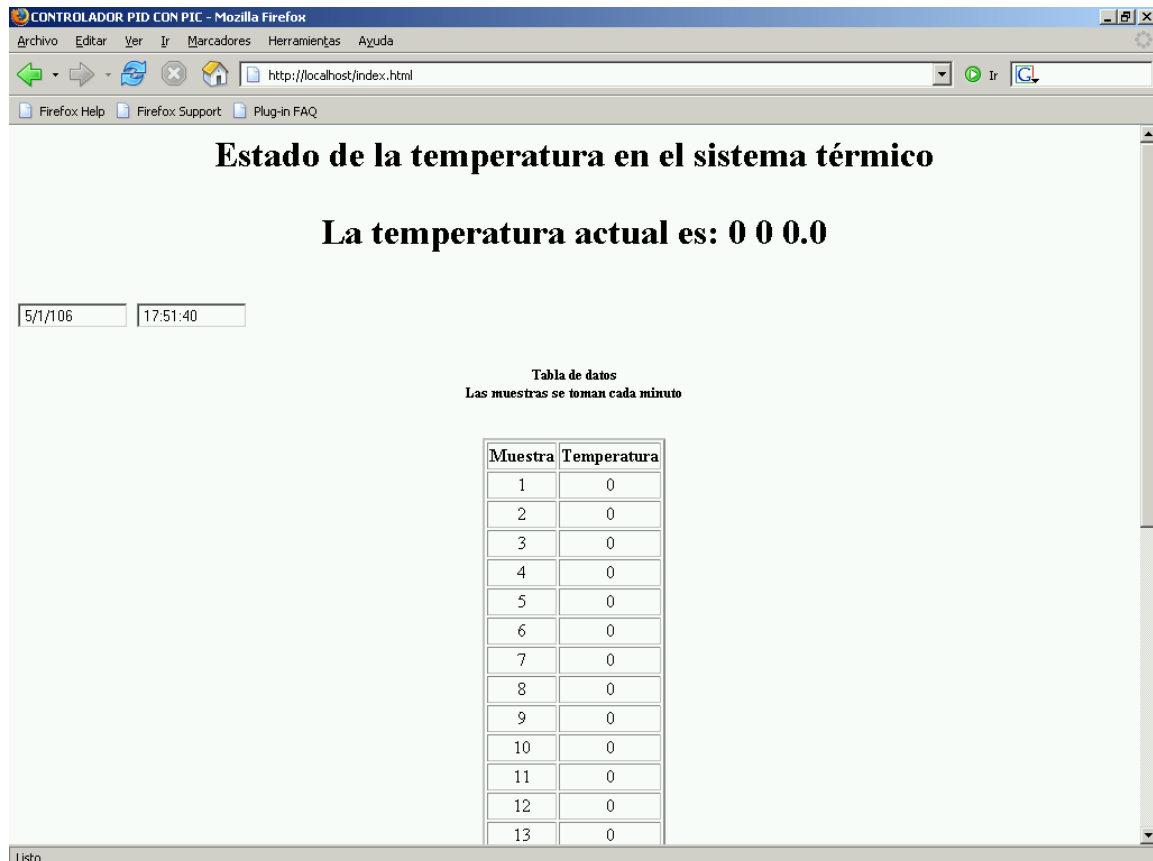 CONTROLADOR PID CON PIC - Mozilla Firefox
Archivo Editar Ver Ir Marcadores Herramientas Ayuda
http://localhost/index.html Ir G
Firefox Help Firefox Support Plug-in FAQ
Estado de la temperatura en el sistema térmico
La temperatura actual es: 0 0 0.0
5/1/106 17:51:40
Tabla de datos
Las muestras se toman cada minuto
Muestra Temperatura
1 0
2 0
3 0
4 0
5 0
6 0
7 0
8 0
9 0
10 0
11 0
12 0
13 0
Listo